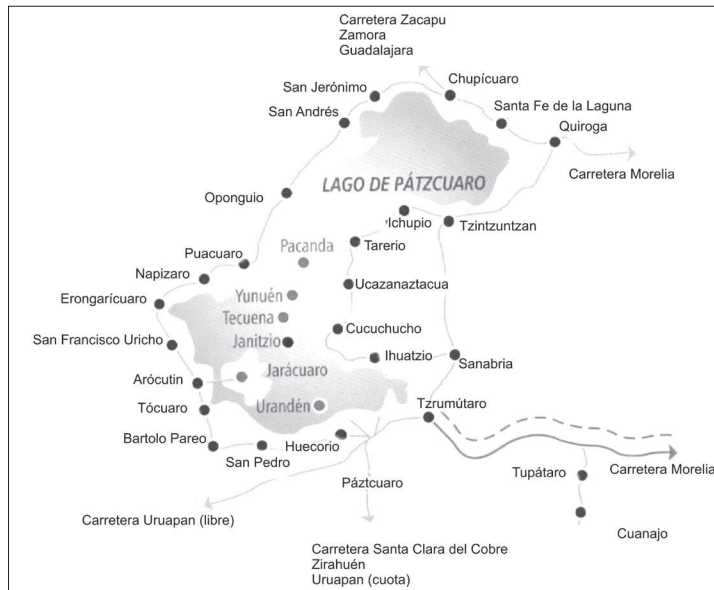 Carretera Zacapu
Zamora
Guadalajara
San Jerónimo
Chupícuaro
San Andrés
Santa Fe de la Laguna
Quiroga
Carretera Morelia
LAGO DE PÁTZCUARO
Oponguio
Ichupio
Tzintzuntzan
Tarerio
Pacanda
Puacuaro
Napizaro
Ucazanaztacua
Yunuén
Erongarícuaro
Tecuena
Cucuchucho
San Francisco Uricho
Janitzio
Ihuatzio
Sanabria
Jarácuaro
Arócutin
Urandén
Tócuaro
Tzrumútaro
Bartolo Pareo
Huecorio
San Pedro
Carretera Morelia
Tupátaro
Páztcuaro
Carretera Uruapan (libre)
Cuanajo
Carretera Santa Clara del Cobre
Zirahuén
Uruapan (cuota)